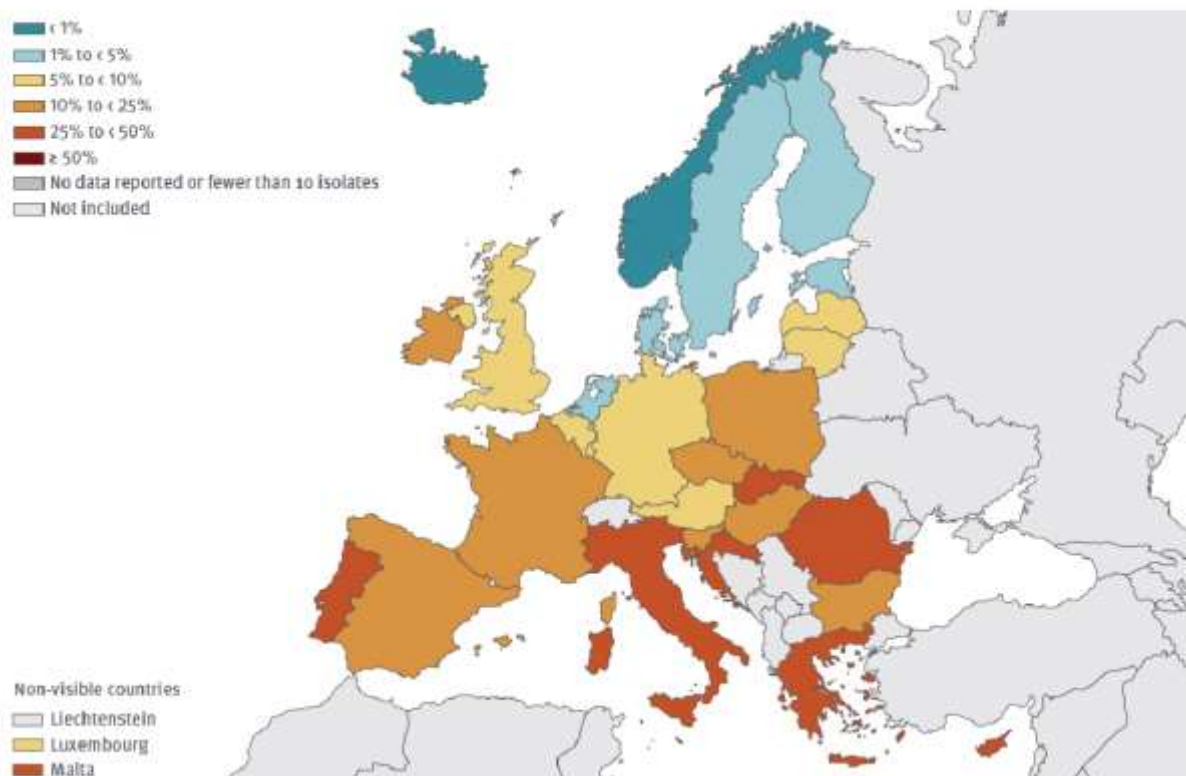 < 1%
1% to < 5%
5% to < 10%
10% to < 25%
25% to < 50%
≥ 50%
No data reported or fewer than 10 isolates
Not included
Non-visible countries
Liechtenstein
Luxembourg
Malta